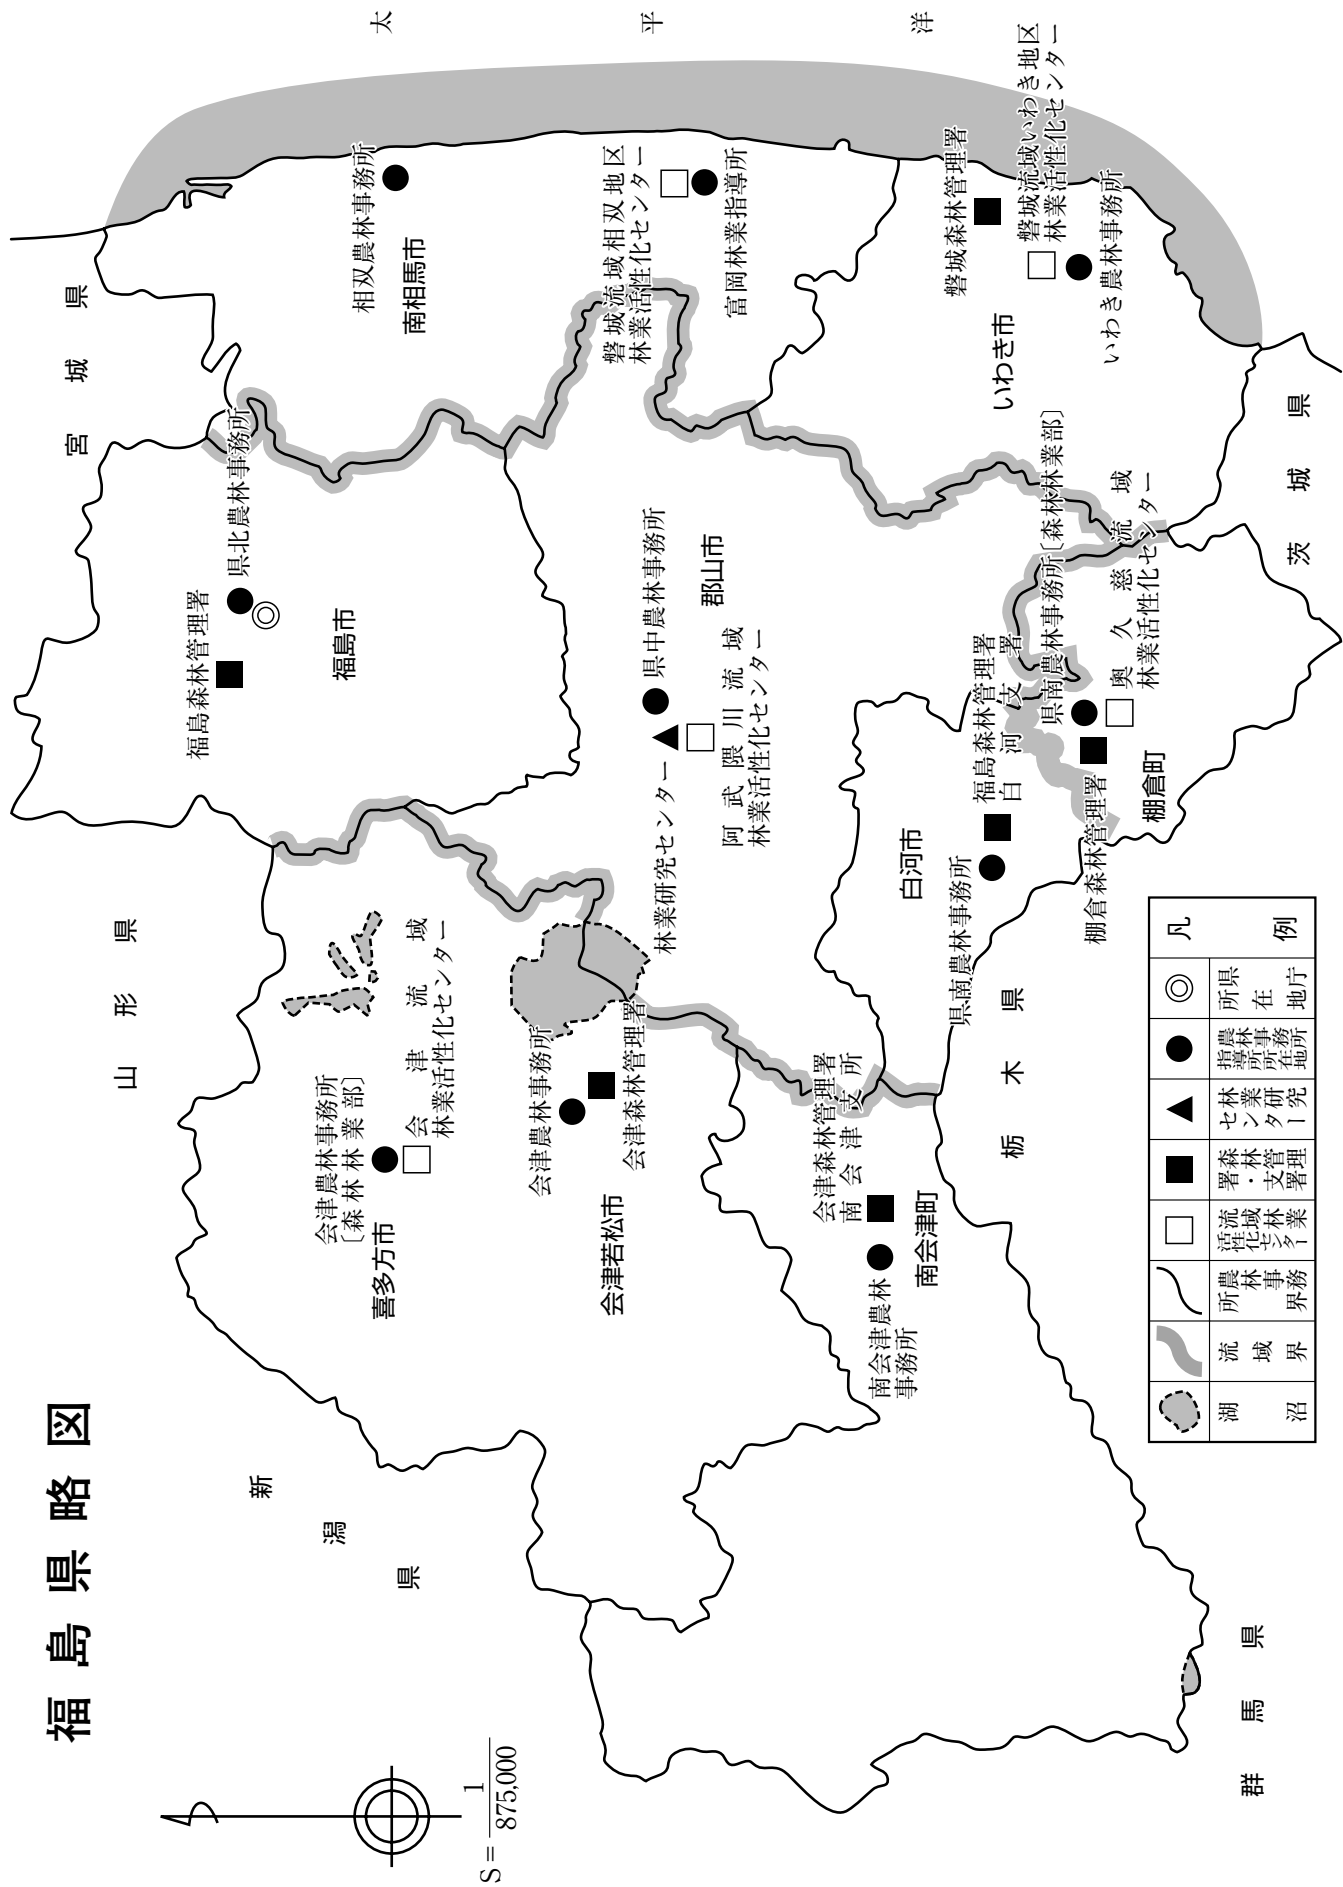 福島県略図
S = 1/875,000
新潟県
山形県
宮城県
太平洋
茨城県
栃木県
群馬県
福島森林管理署
県北農林事務所
福島市
相双農林事務所
南相馬市
磐城流域相双地区
林業活性化センター
富岡林業指導所
会津農林事務所
〔森林林業部〕
喜多方市
会津流域
林業活性化センター
会津農林事務所
会津森林管理署
会津若松市
県中農林事務所
林業研究センター
郡山市
阿武隈川流域
林業活性化センター
会津森林管理署
南会津支所
南会津農林
事務所
南会津町
白河市
県南農林事務所
福島森林管理署
白河支署
県南農林事務所〔森林林業部〕
棚倉森林管理署
奥久慈流域
林業活性化センター
棚倉町
磐城森林管理署
いわき市
磐城流域いわき地区
林業活性化センター
いわき農林事務所
凡例
県庁
所在地
農林事務所
指導所所在地
林業研究
センター
森林管理
署・支署
流域林業
活性化センター
農林事務
所界
流域界
湖沼